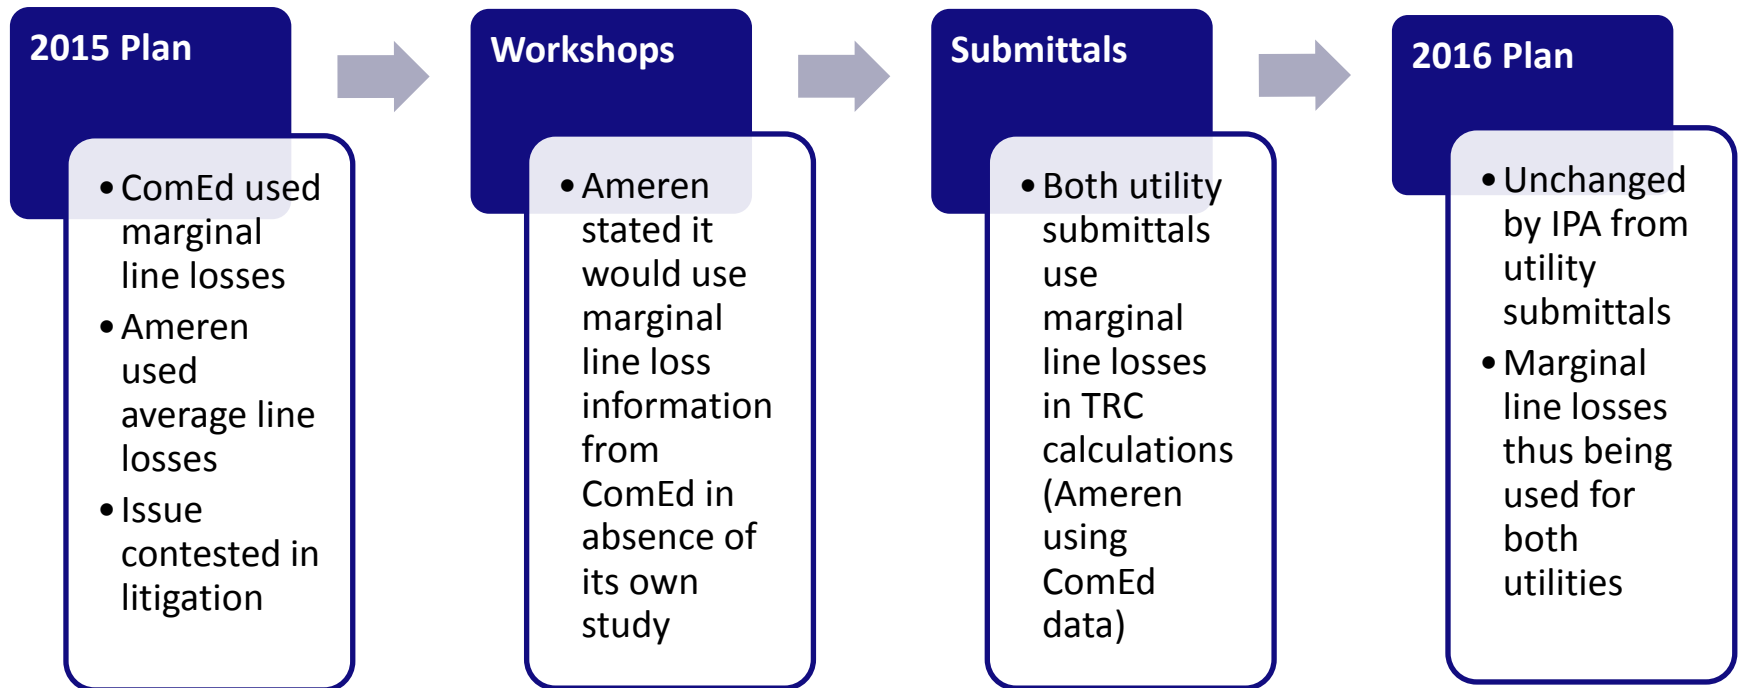 2015 Plan
• ComEd used
marginal
line losses
• Ameren
used
average line
losses
• Issue
contested in
litigation
Workshops
• Ameren
stated it
would use
marginal
line loss
information
from
ComEd in
absence of
its own
study
Submittals
• Both utility
submittals
use
marginal
line losses
in TRC
calculations
(Ameren
using
ComEd
data)
2016 Plan
• Unchanged
by IPA from
utility
submittals
• Marginal
line losses
thus being
used for
both
utilities